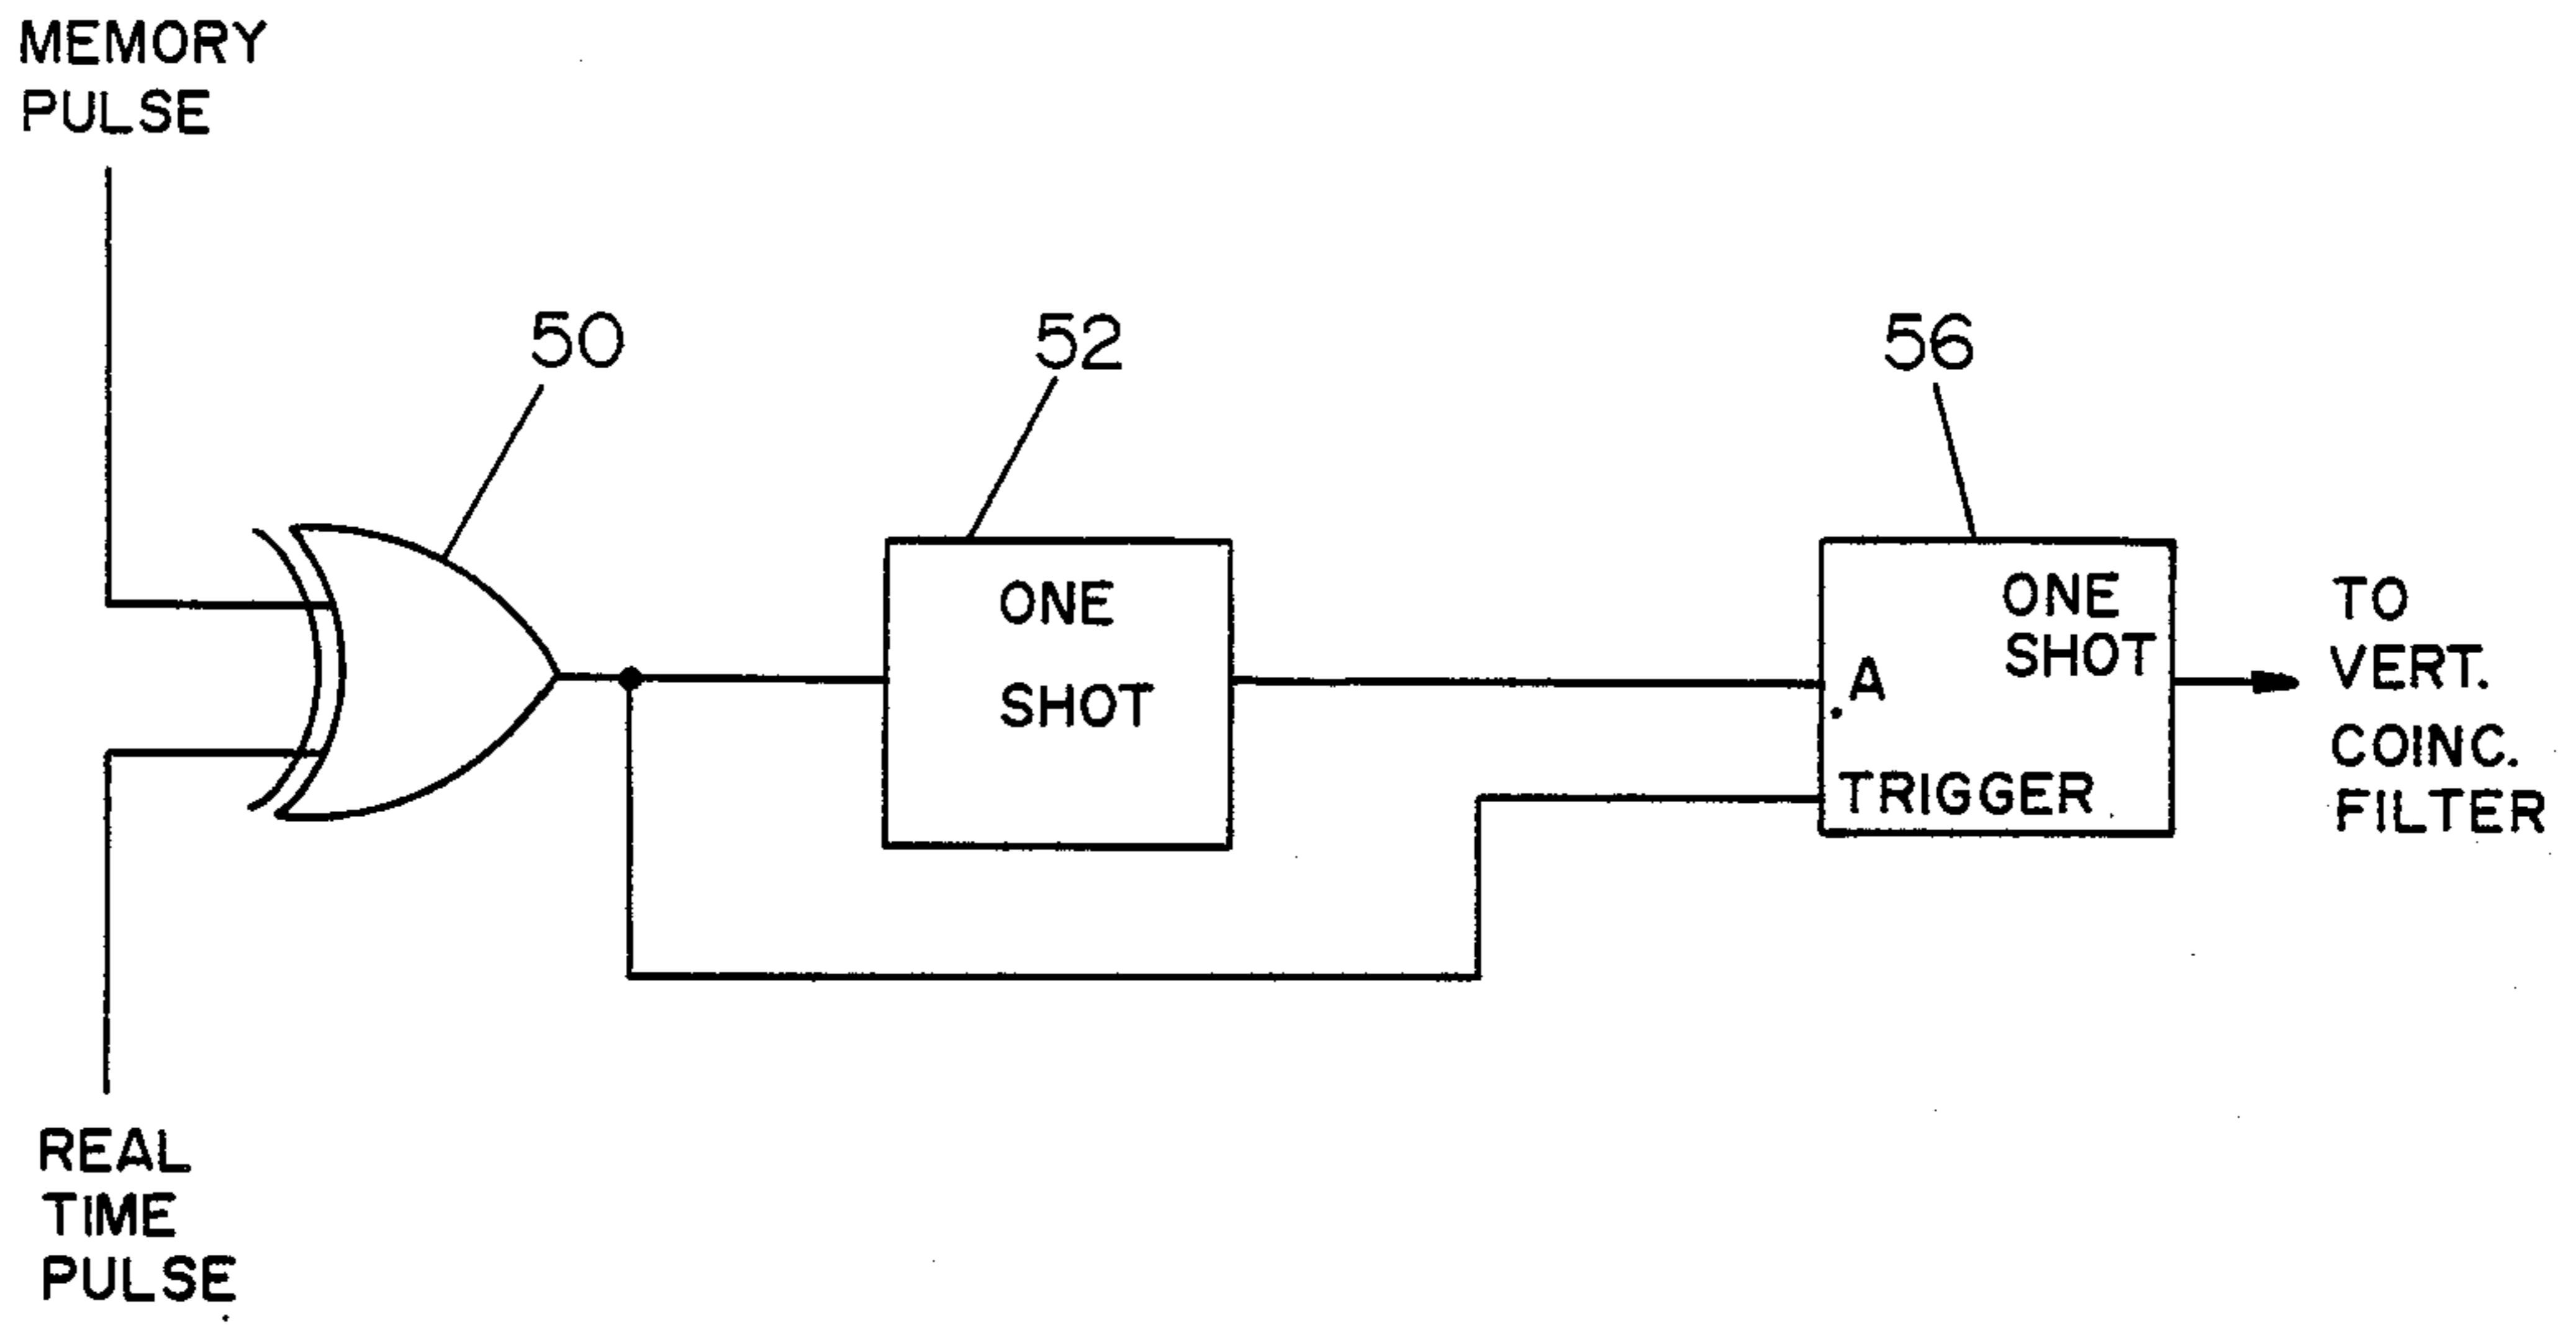 MEMORY
PULSE
50
52
56
ONE
SHOT
ONE
SHOT
A
TRIGGER
TO
VERT.
COINC.
FILTER
REAL
TIME
PULSE